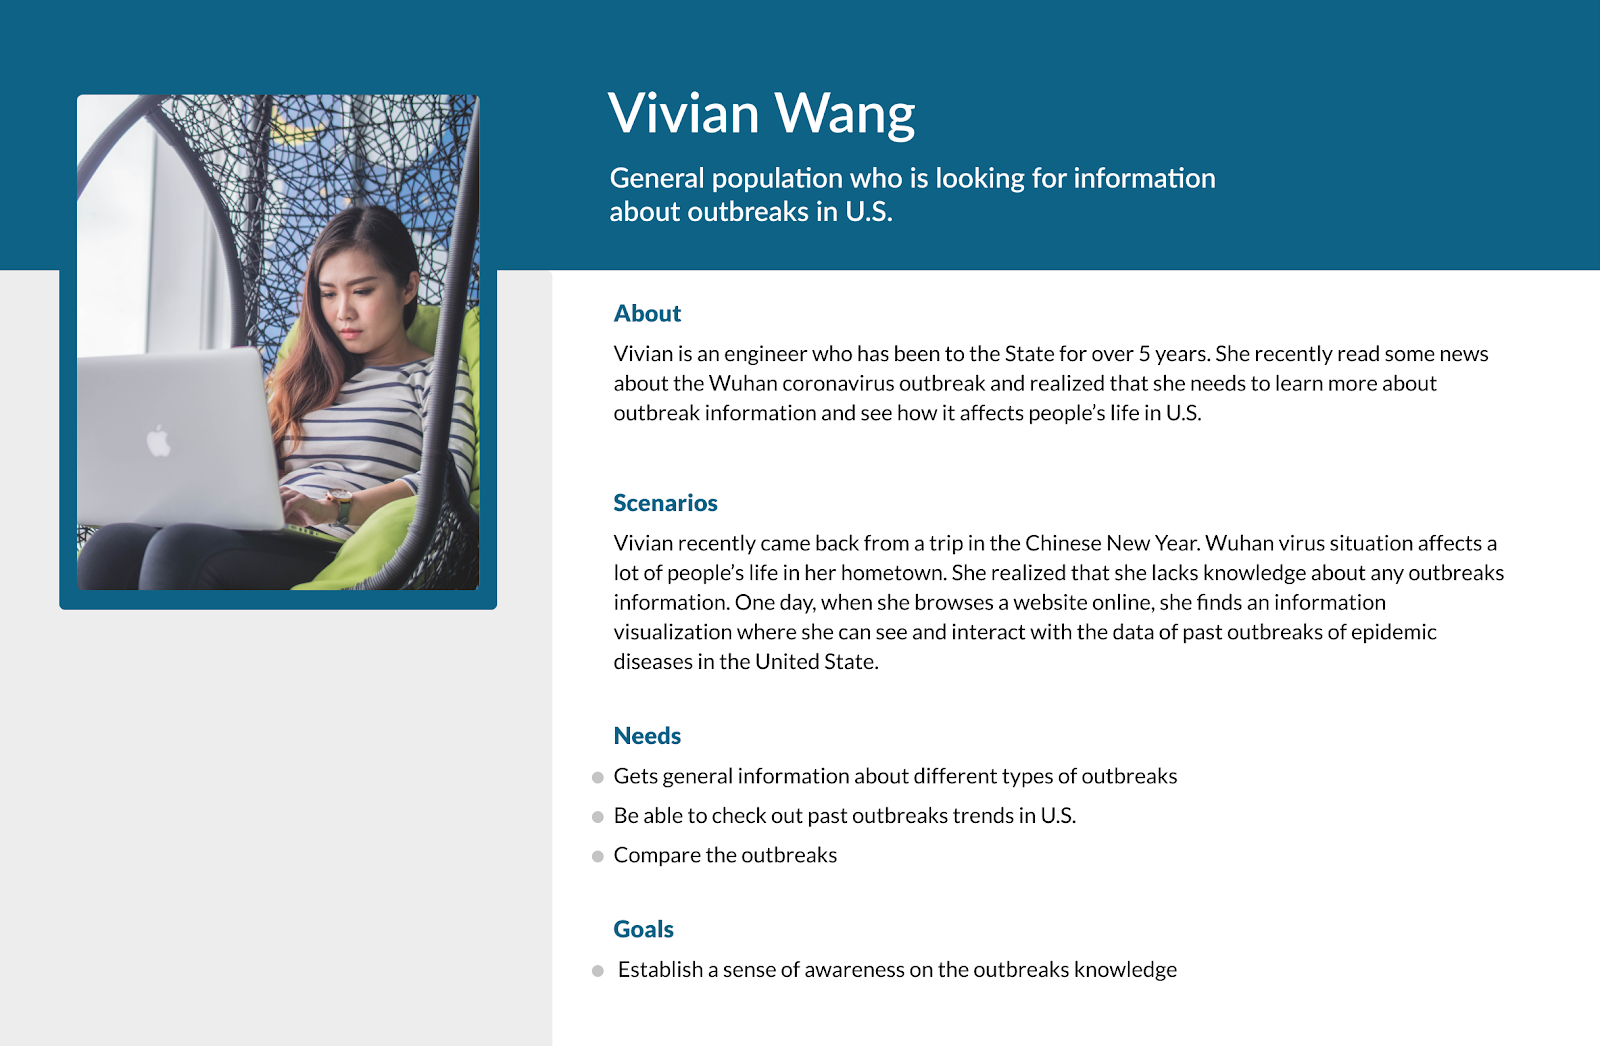 Vivian Wang
General population who is looking for information
about outbreaks in U.S.
About
Vivian is an engineer who has been to the State for over 5 years. She recently read some news
about the Wuhan coronavirus outbreak and realized that she needs to learn more about
outbreak information and see how it affects people’s life in U.S.
Scenarios
Vivian recently came back from a trip in the Chinese New Year. Wuhan virus situation affects a
lot of people’s life in her hometown. She realized that she lacks knowledge about any outbreaks
information. One day, when she browses a website online, she finds an information
visualization where she can see and interact with the data of past outbreaks of epidemic
diseases in the United State.
Needs
Gets general information about different types of outbreaks
Be able to check out past outbreaks trends in U.S.
Compare the outbreaks
Goals
Establish a sense of awareness on the outbreaks knowledge